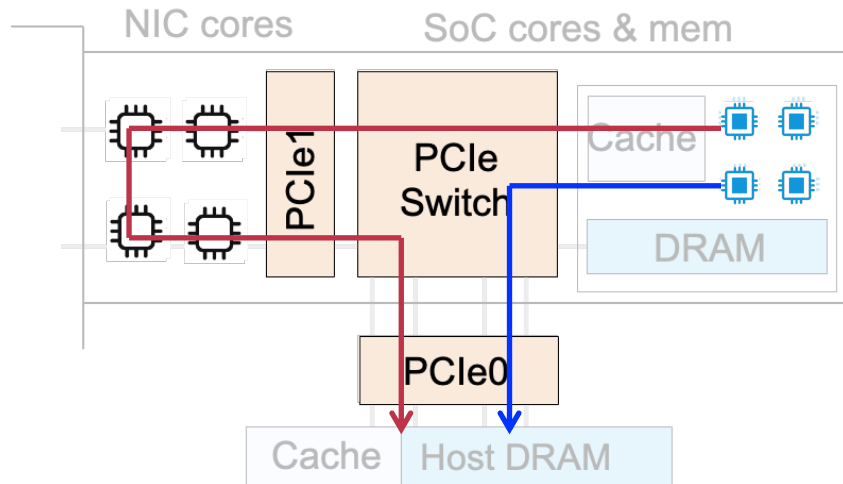 NIC cores
SoC cores & mem
PCIe1
PCIe
Switch
Cache
DRAM
PCIe0
Cache
Host DRAM